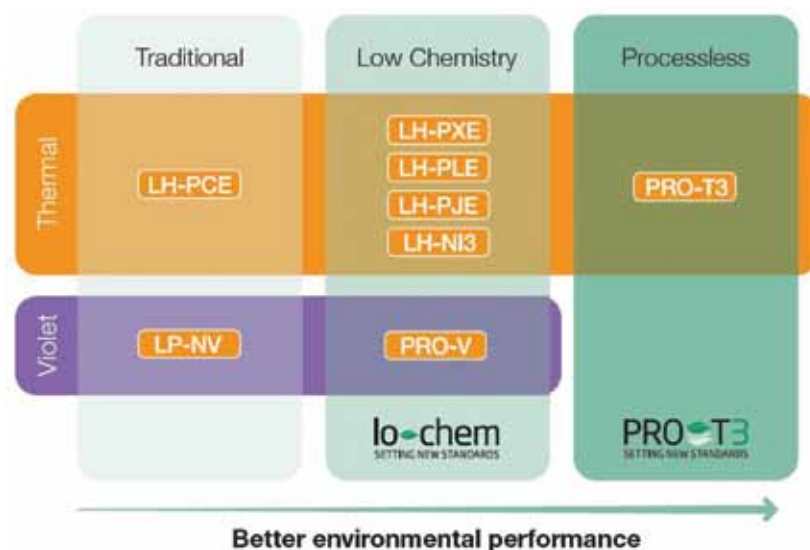 Traditional
Low Chemistry
Processless
Thermal
LH-PCE
LH-PXE
LH-PLE
LH-PJE
LH-NI3
PRO-T3
Violet
LP-NV
PRO-V
lo-chem
SETTING NEW STANDARDS
PRO-T3
SETTING NEW STANDARDS
Better environmental performance